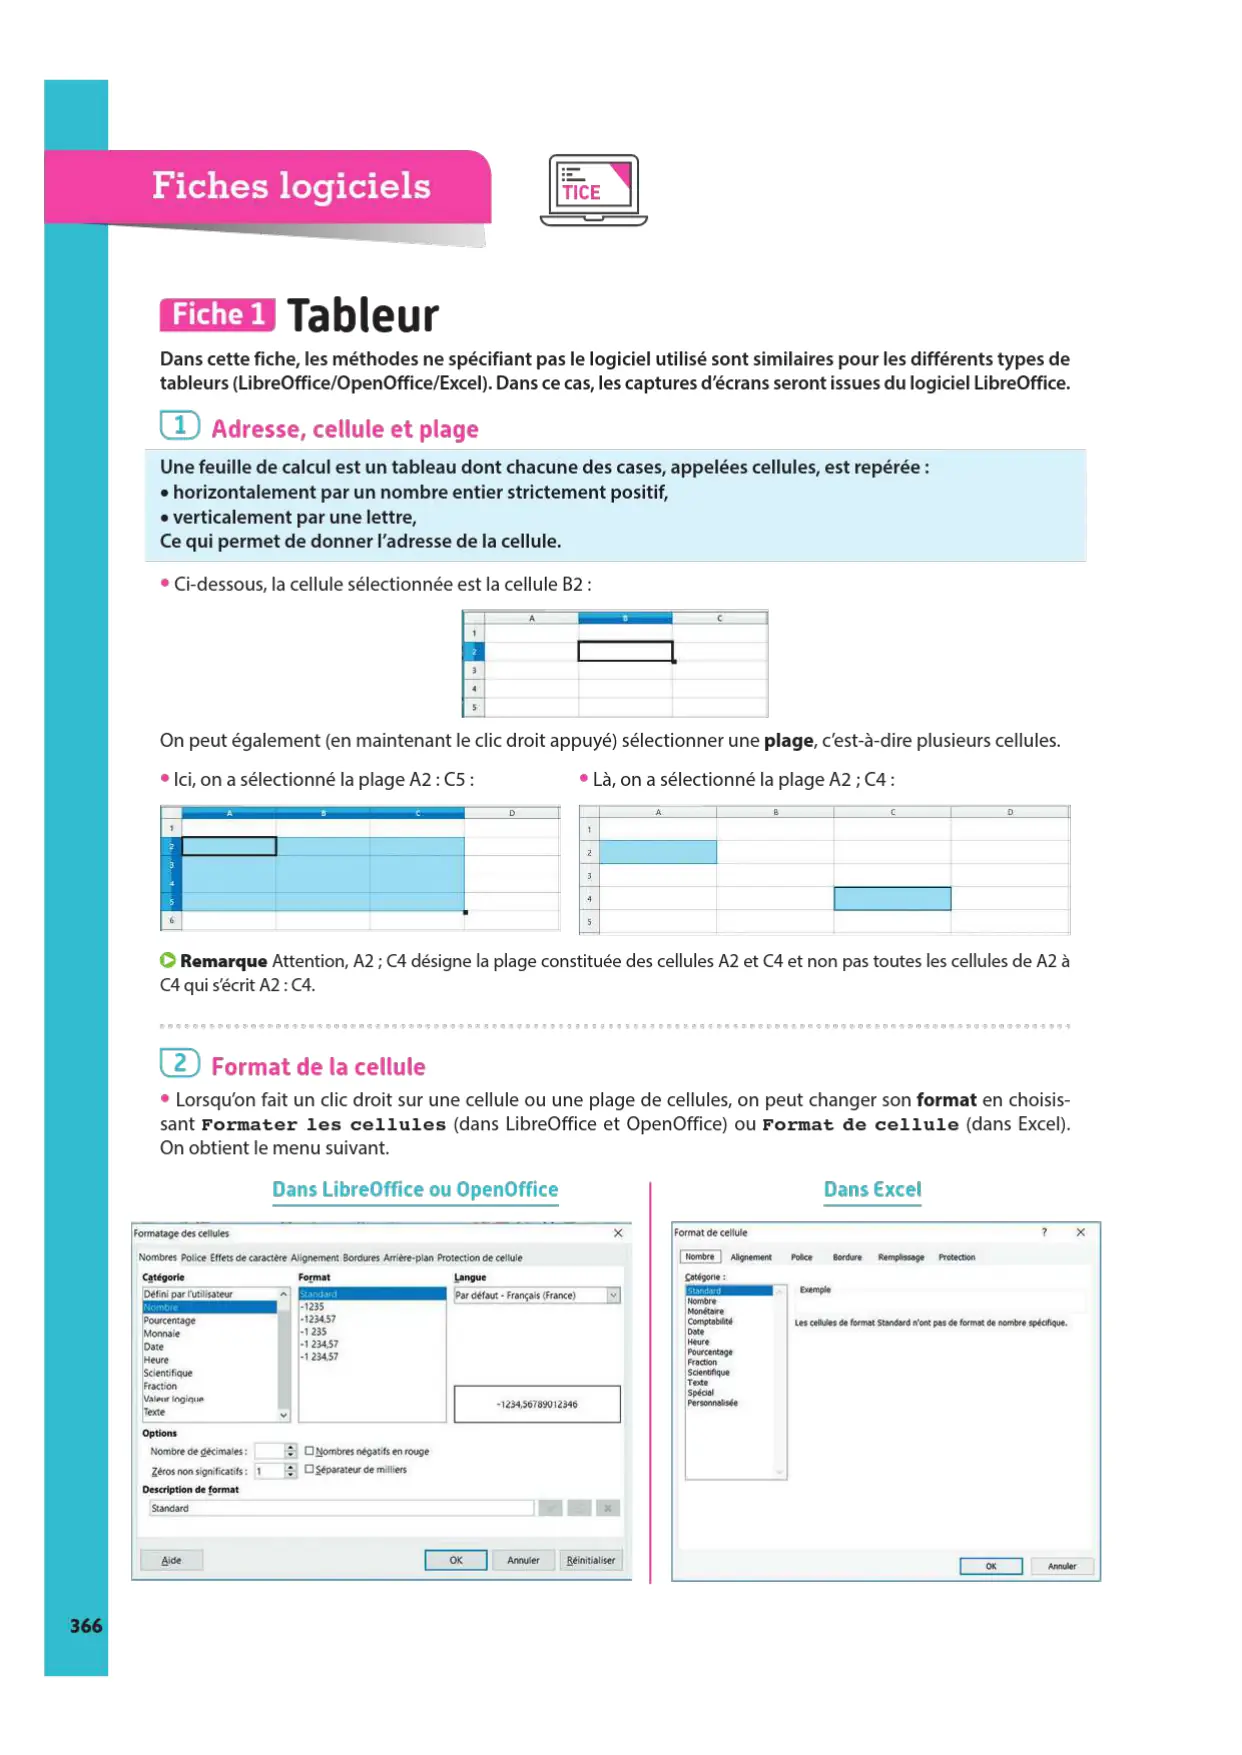 Fiches logiciels
TICE
Fiche 1 Tableur
Dans cette fiche, les méthodes ne spécifiant pas le logiciel utilisé sont similaires pour les différents types de
tableurs (LibreOffice/OpenOffice/Excel). Dans ce cas, les captures d'écrans seront issues du logiciel LibreOffice.
1 Adresse, cellule et plage
Une feuille de calcul est un tableau dont chacune des cases, appelées cellules, est repérée :
• horizontalement par un nombre entier strictement positif,
• verticalement par une lettre,
Ce qui permet de donner l'adresse de la cellule.
• Ci-dessous, la cellule sélectionnée est la cellule B2 :
A B C
1
2
3
4
5
On peut également (en maintenant le clic droit appuyé) sélectionner une plage, c'est-à-dire plusieurs cellules.
• Ici, on a sélectionné la plage A2 : C5 :
A B C D
1
2
3
4
5
6
• Là, on a sélectionné la plage A2 ; C4 :
A B C D
1
2
3
4
5
Remarque Attention, A2 ; C4 désigne la plage constituée des cellules A2 et C4 et non pas toutes les cellules de A2 à
C4 qui s'écrit A2 : C4.
2 Format de la cellule
• Lorsqu'on fait un clic droit sur une cellule ou une plage de cellules, on peut changer son format en choisis-
sant Formater les cellules (dans LibreOffice et OpenOffice) ou Format de cellule (dans Excel).
On obtient le menu suivant.
Dans LibreOffice ou OpenOffice
Formatage des cellules
Nombres Police Effets de caractère Alignement Bordures Arrière-plan Protection de cellule
Catégorie Format Langue
Défini par l'utilisateur Standard Par défaut - Français (France)
Nombre -1235
Pourcentage -1234,57
Monnaie -1 235
Date -1 234,57
Heure -1 234,57
Scientifique
Fraction
Valeur logique
Texte
-1234,56789012346
Options
Nombre de décimales : Nombres négatifs en rouge
Zéros non significatifs : 1 Séparateur de milliers
Description de format
Standard
Aide OK Annuler Réinitialiser
Dans Excel
Format de cellule ? X
Nombre Alignement Police Bordure Remplissage Protection
Catégorie :
Standard Exemple
Nombre
Monétaire
Comptabilité Les cellules de format Standard n'ont pas de format de nombre spécifique.
Date
Heure
Pourcentage
Fraction
Scientifique
Texte
Spécial
Personnalisée
OK Annuler
366